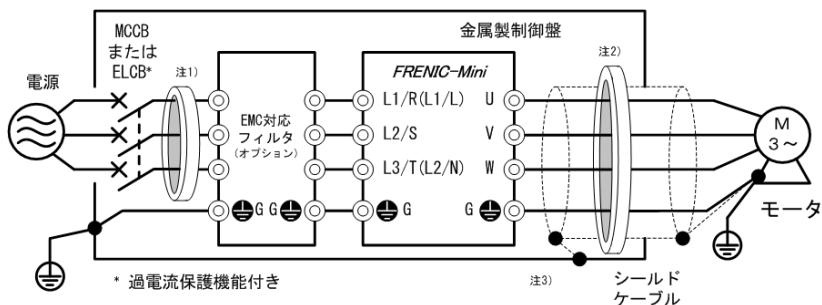 金属製制御盤
MCCB
または
ELCB*
注1)
注2)
電源
FRENIC-Mini
EMC対応
フィルタ
(オプション)
L1/R(L1/L)
U
L2/S
V
L3/T(L2/N)
W
G
G
G
G
M
3~
モータ
* 過電流保護機能付き
注3)
シールド
ケーブル